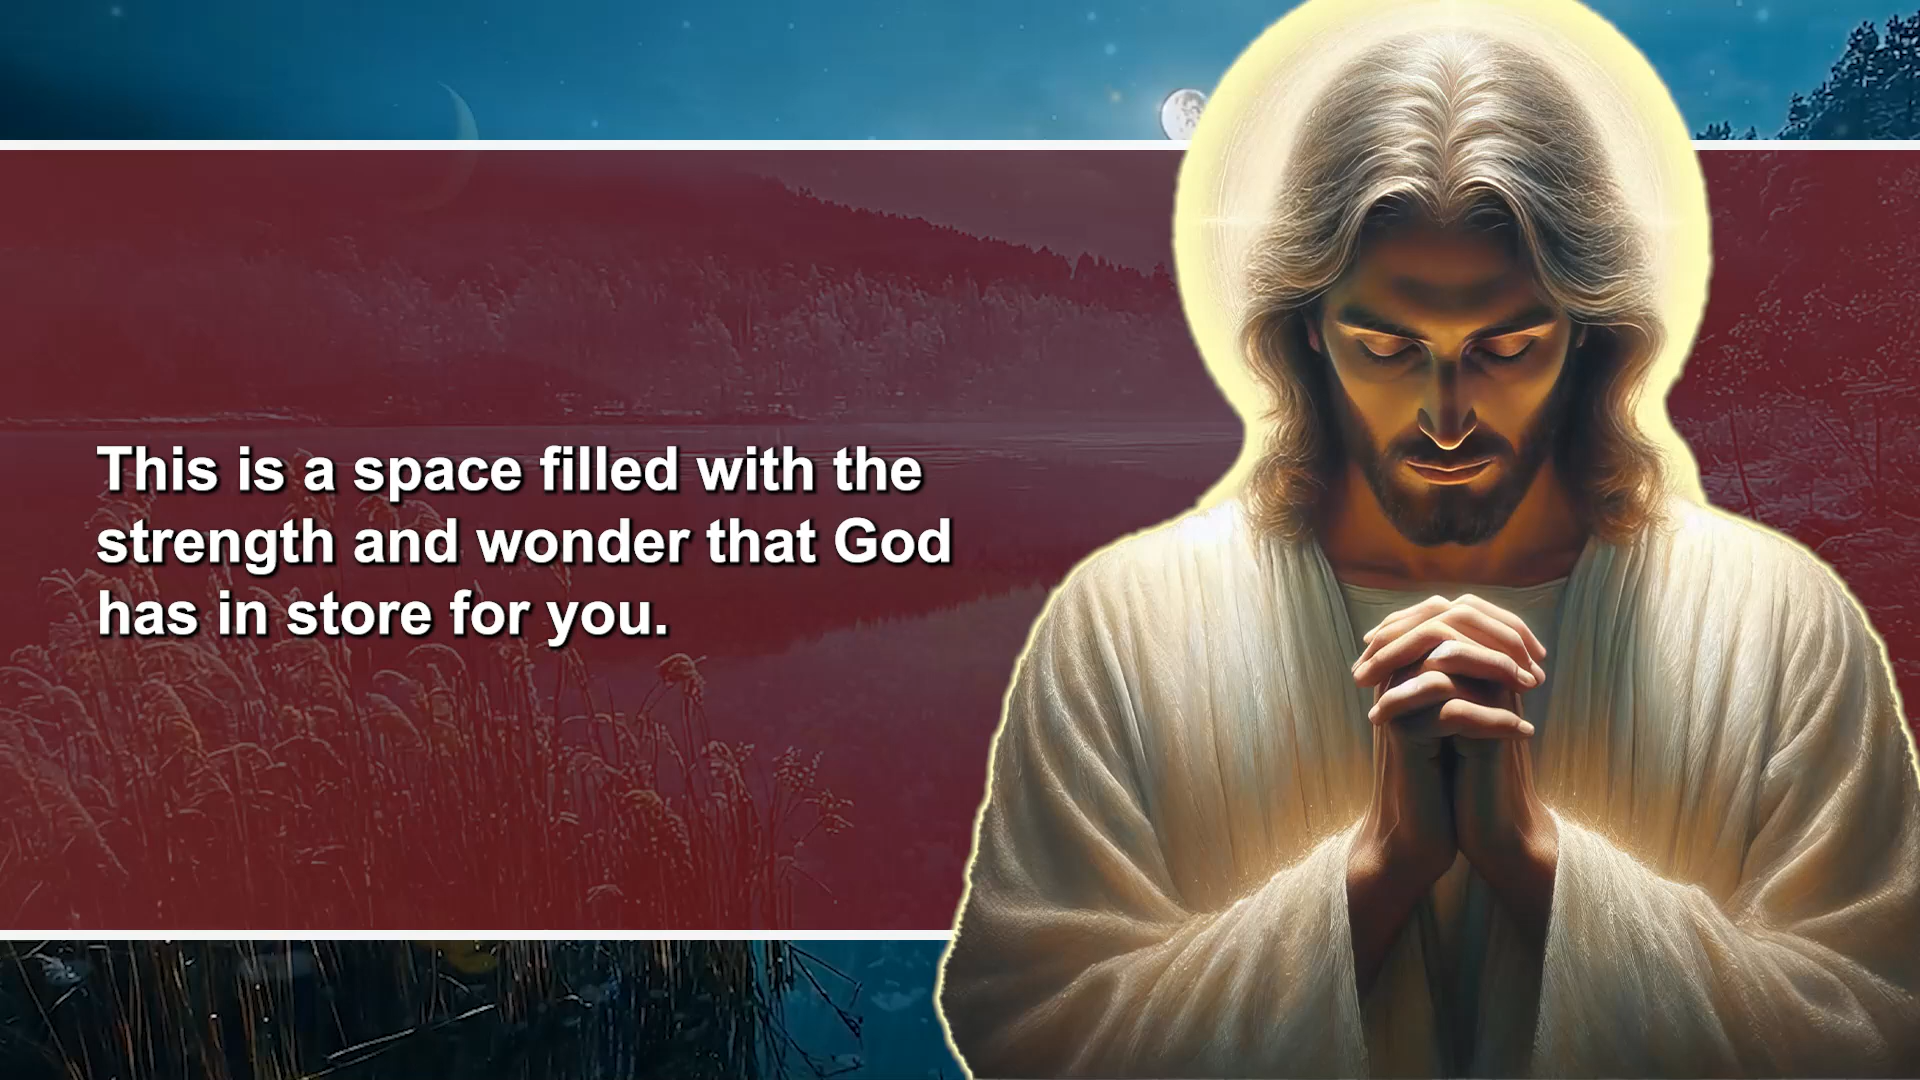 This is a space filled with the
strength and wonder that God
has in store for you.